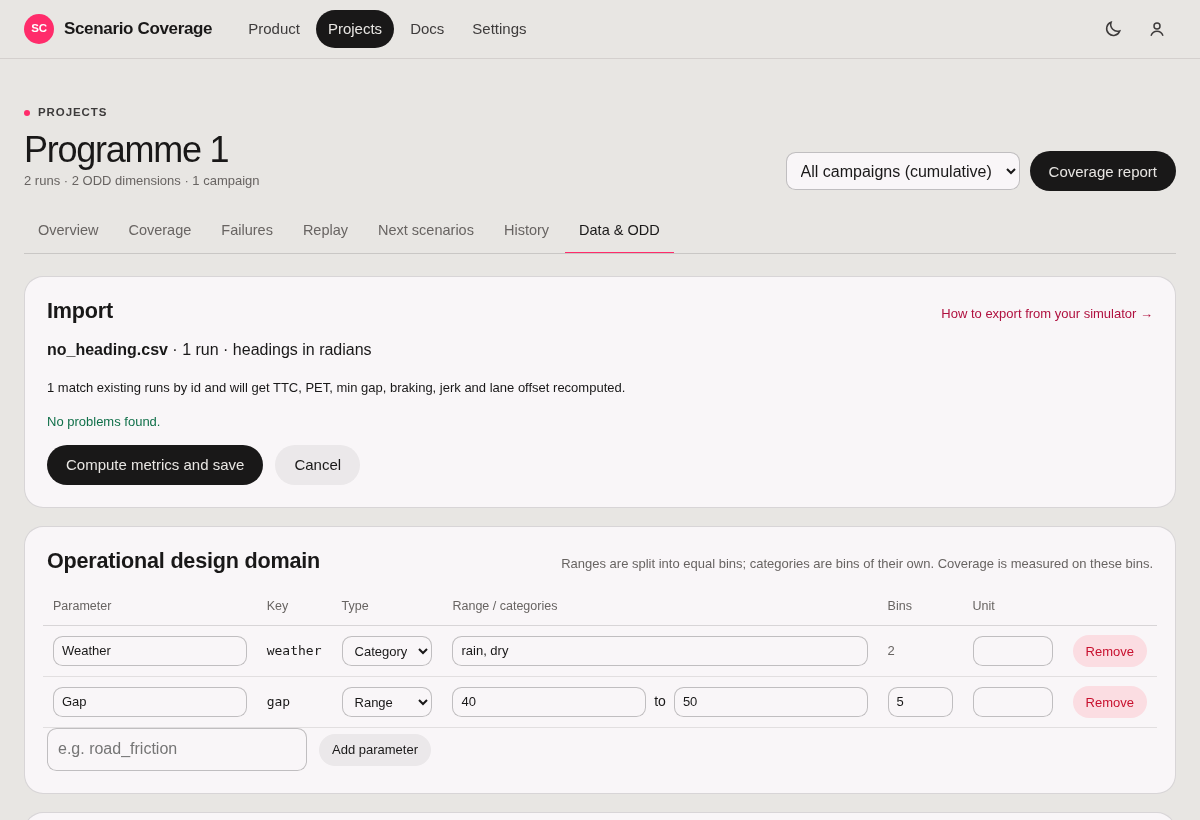 SC Scenario Coverage Product Projects Docs Settings
PROJECTS
Programme 1
2 runs · 2 ODD dimensions · 1 campaign
All campaigns (cumulative) Coverage report
Overview Coverage Failures Replay Next scenarios History Data & ODD
Import
How to export from your simulator →
no_heading.csv · 1 run · headings in radians
1 match existing runs by id and will get TTC, PET, min gap, braking, jerk and lane offset recomputed.
No problems found.
Compute metrics and save Cancel
Operational design domain
Ranges are split into equal bins; categories are bins of their own. Coverage is measured on these bins.
Parameter Key Type Range / categories Bins Unit
Weather weather Category rain, dry 2 Remove
Gap gap Range 40 to 50 5 Remove
e.g. road_friction Add parameter